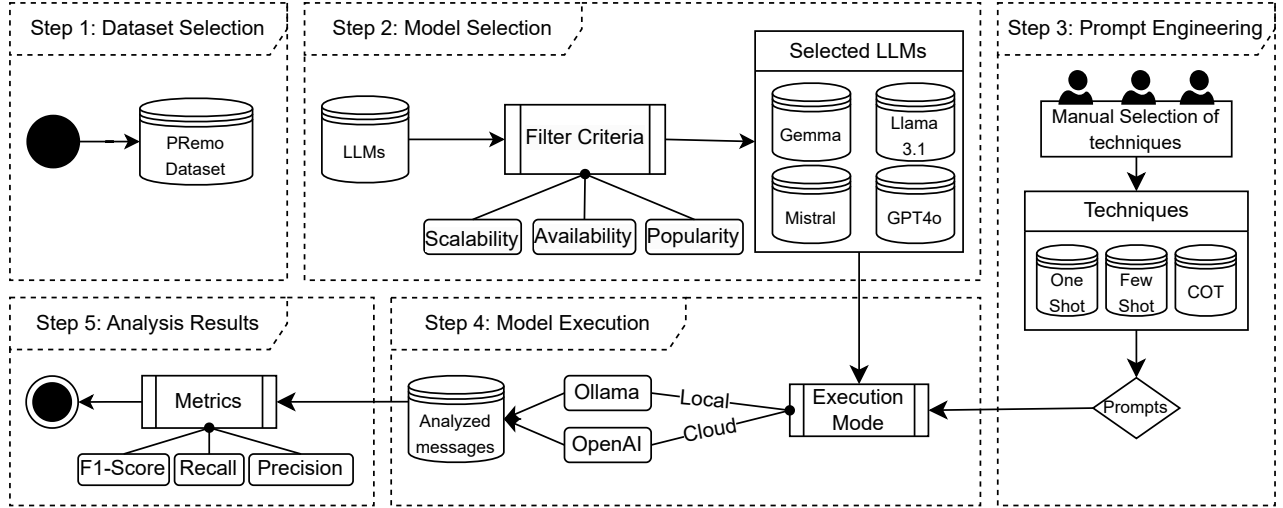 Step 1: Dataset Selection
PRemo
Dataset
Step 2: Model Selection
LLMs
Filter Criteria
Scalability
Availability
Popularity
Selected LLMs
Gemma
Llama
3.1
Mistral
GPT4o
Step 3: Prompt Engineering
Manual Selection of
techniques
Techniques
One
Shot
Few
Shot
COT
Prompts
Step 4: Model Execution
Execution
Mode
Local
Cloud
Ollama
OpenAI
Analyzed
messages
Step 5: Analysis Results
Metrics
F1-Score
Recall
Precision